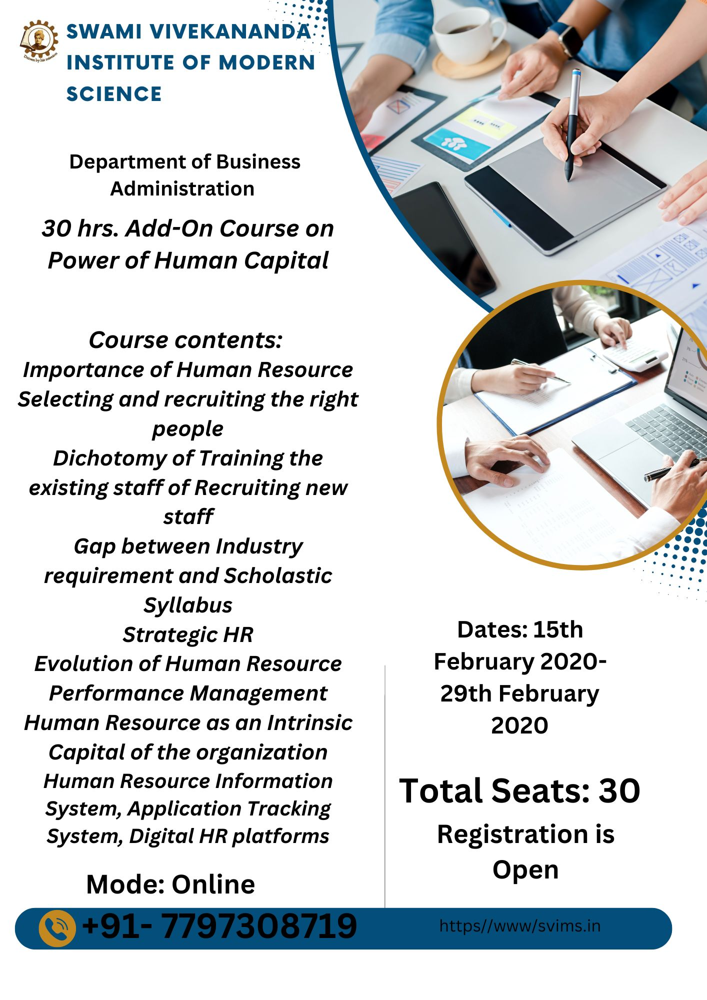 SWAMI VIVEKANANDA
INSTITUTE OF MODERN
SCIENCE
Driven by his mission
Department of Business
Administration
30 hrs. Add-On Course on
Power of Human Capital
Course contents:
Importance of Human Resource
Selecting and recruiting the right
people
Dichotomy of Training the
existing staff of Recruiting new
staff
Gap between Industry
requirement and Scholastic
Syllabus
Strategic HR
Evolution of Human Resource
Performance Management
Human Resource as an Intrinsic
Capital of the organization
Human Resource Information
System, Application Tracking
System, Digital HR platforms
Mode: Online
Dates: 15th
February 2020-
29th February
2020
Total Seats: 30
Registration is
Open
+91- 7797308719
https//www/svims.in